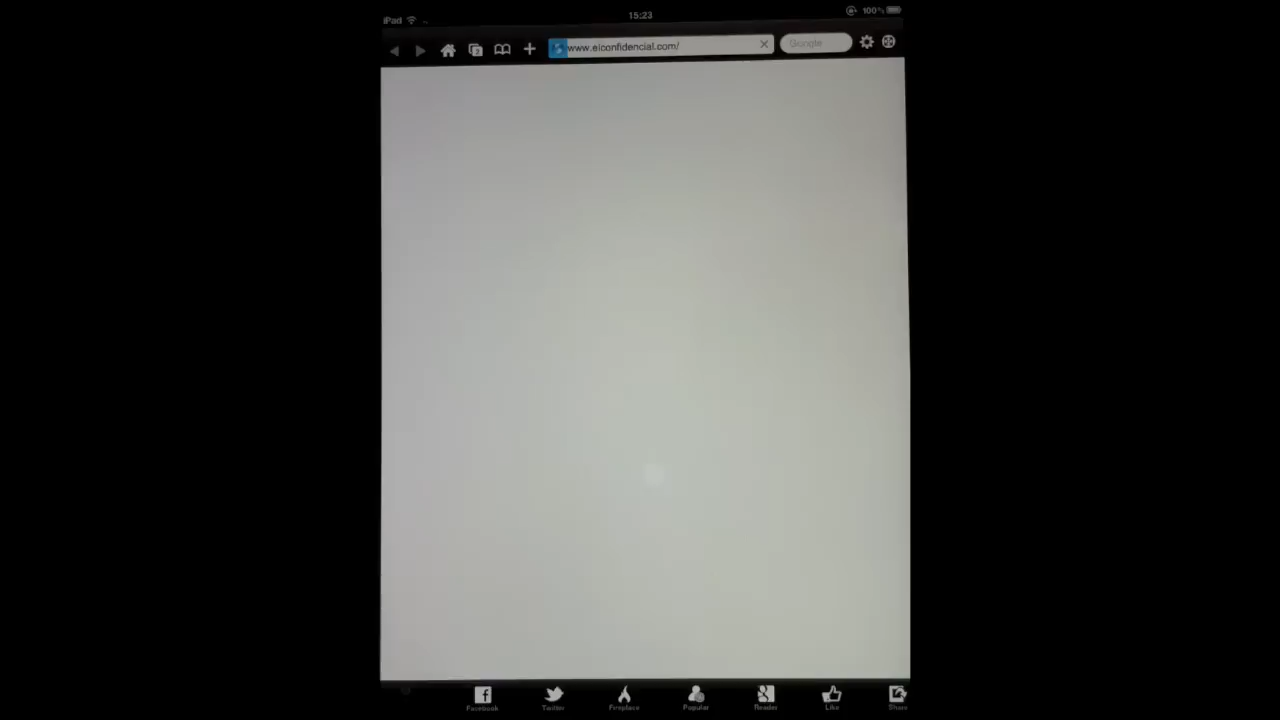 iPad 15:23 100%
www.elconfidencial.com/ Google
Facebook Twitter Fireplace Popular Reader Like Share